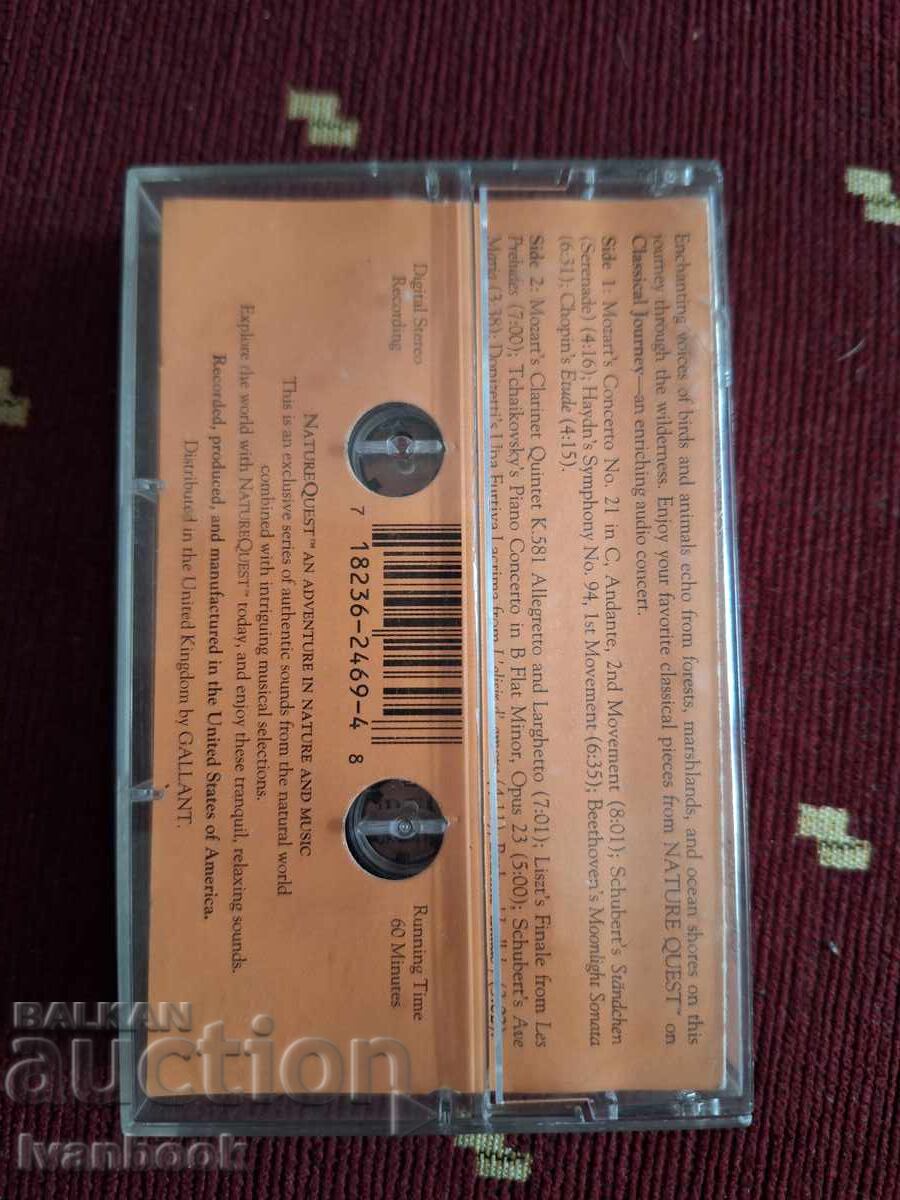 Enchanting voices of birds and animals echo from forests, marshlands, and ocean shores on this
journey through the wilderness. Enjoy your favorite classical pieces from NATURE QUEST™ on
Classical Journey—an enriching audio concert.
Side 1: Mozart's Concerto No. 21 in C, Andante, 2nd Movement (8:01); Schubert's Ständchen
(Serenade) (4:16); Haydn's Symphony No. 94, 1st Movement (6:35); Beethoven's Moonlight Sonata
(6:31); Chopin's Etude (4:15).
Side 2: Mozart's Clarinet Quintet K.581 Allegretto and Larghetto (7:01); Liszt's Finale from Les
Preludes (7:00); Tchaikovsky's Piano Concerto in B Flat Minor, Opus 23 (5:00); Schubert's Ave
Maria (3:38); Donizetti's Una Furtiva Lacrima from L'elisir d'amore (4:11);
7 18236-2469-4 8
Digital Stereo
Recording
Running Time
60 Minutes
NATUREQUEST™ AN ADVENTURE IN NATURE AND MUSIC
This is an exclusive series of authentic sounds from the natural world
combined with intriguing musical selections.
Explore the world with NATUREQUEST™ today, and enjoy these tranquil, relaxing sounds.
Recorded, produced, and manufactured in the United States of America.
Distributed in the United Kingdom by GALLANT.
BALKAN
auction
Ivanbook